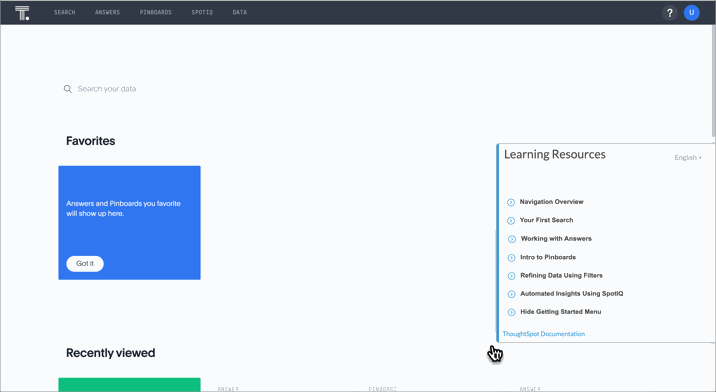 SEARCH ANSWERS PINBOARDS SPOTIQ DATA ? U
Search your data
Favorites
Answers and Pinboards you favorite
will show up here.
Got it
Learning Resources
English +
Navigation Overview
Your First Search
Working with Answers
Intro to Pinboards
Refining Data Using Filters
Automated Insights Using SpotIQ
Hide Getting Started Menu
ThoughtSpot Documentation
Recently viewed
ANSWER PINBOARD ANSWER